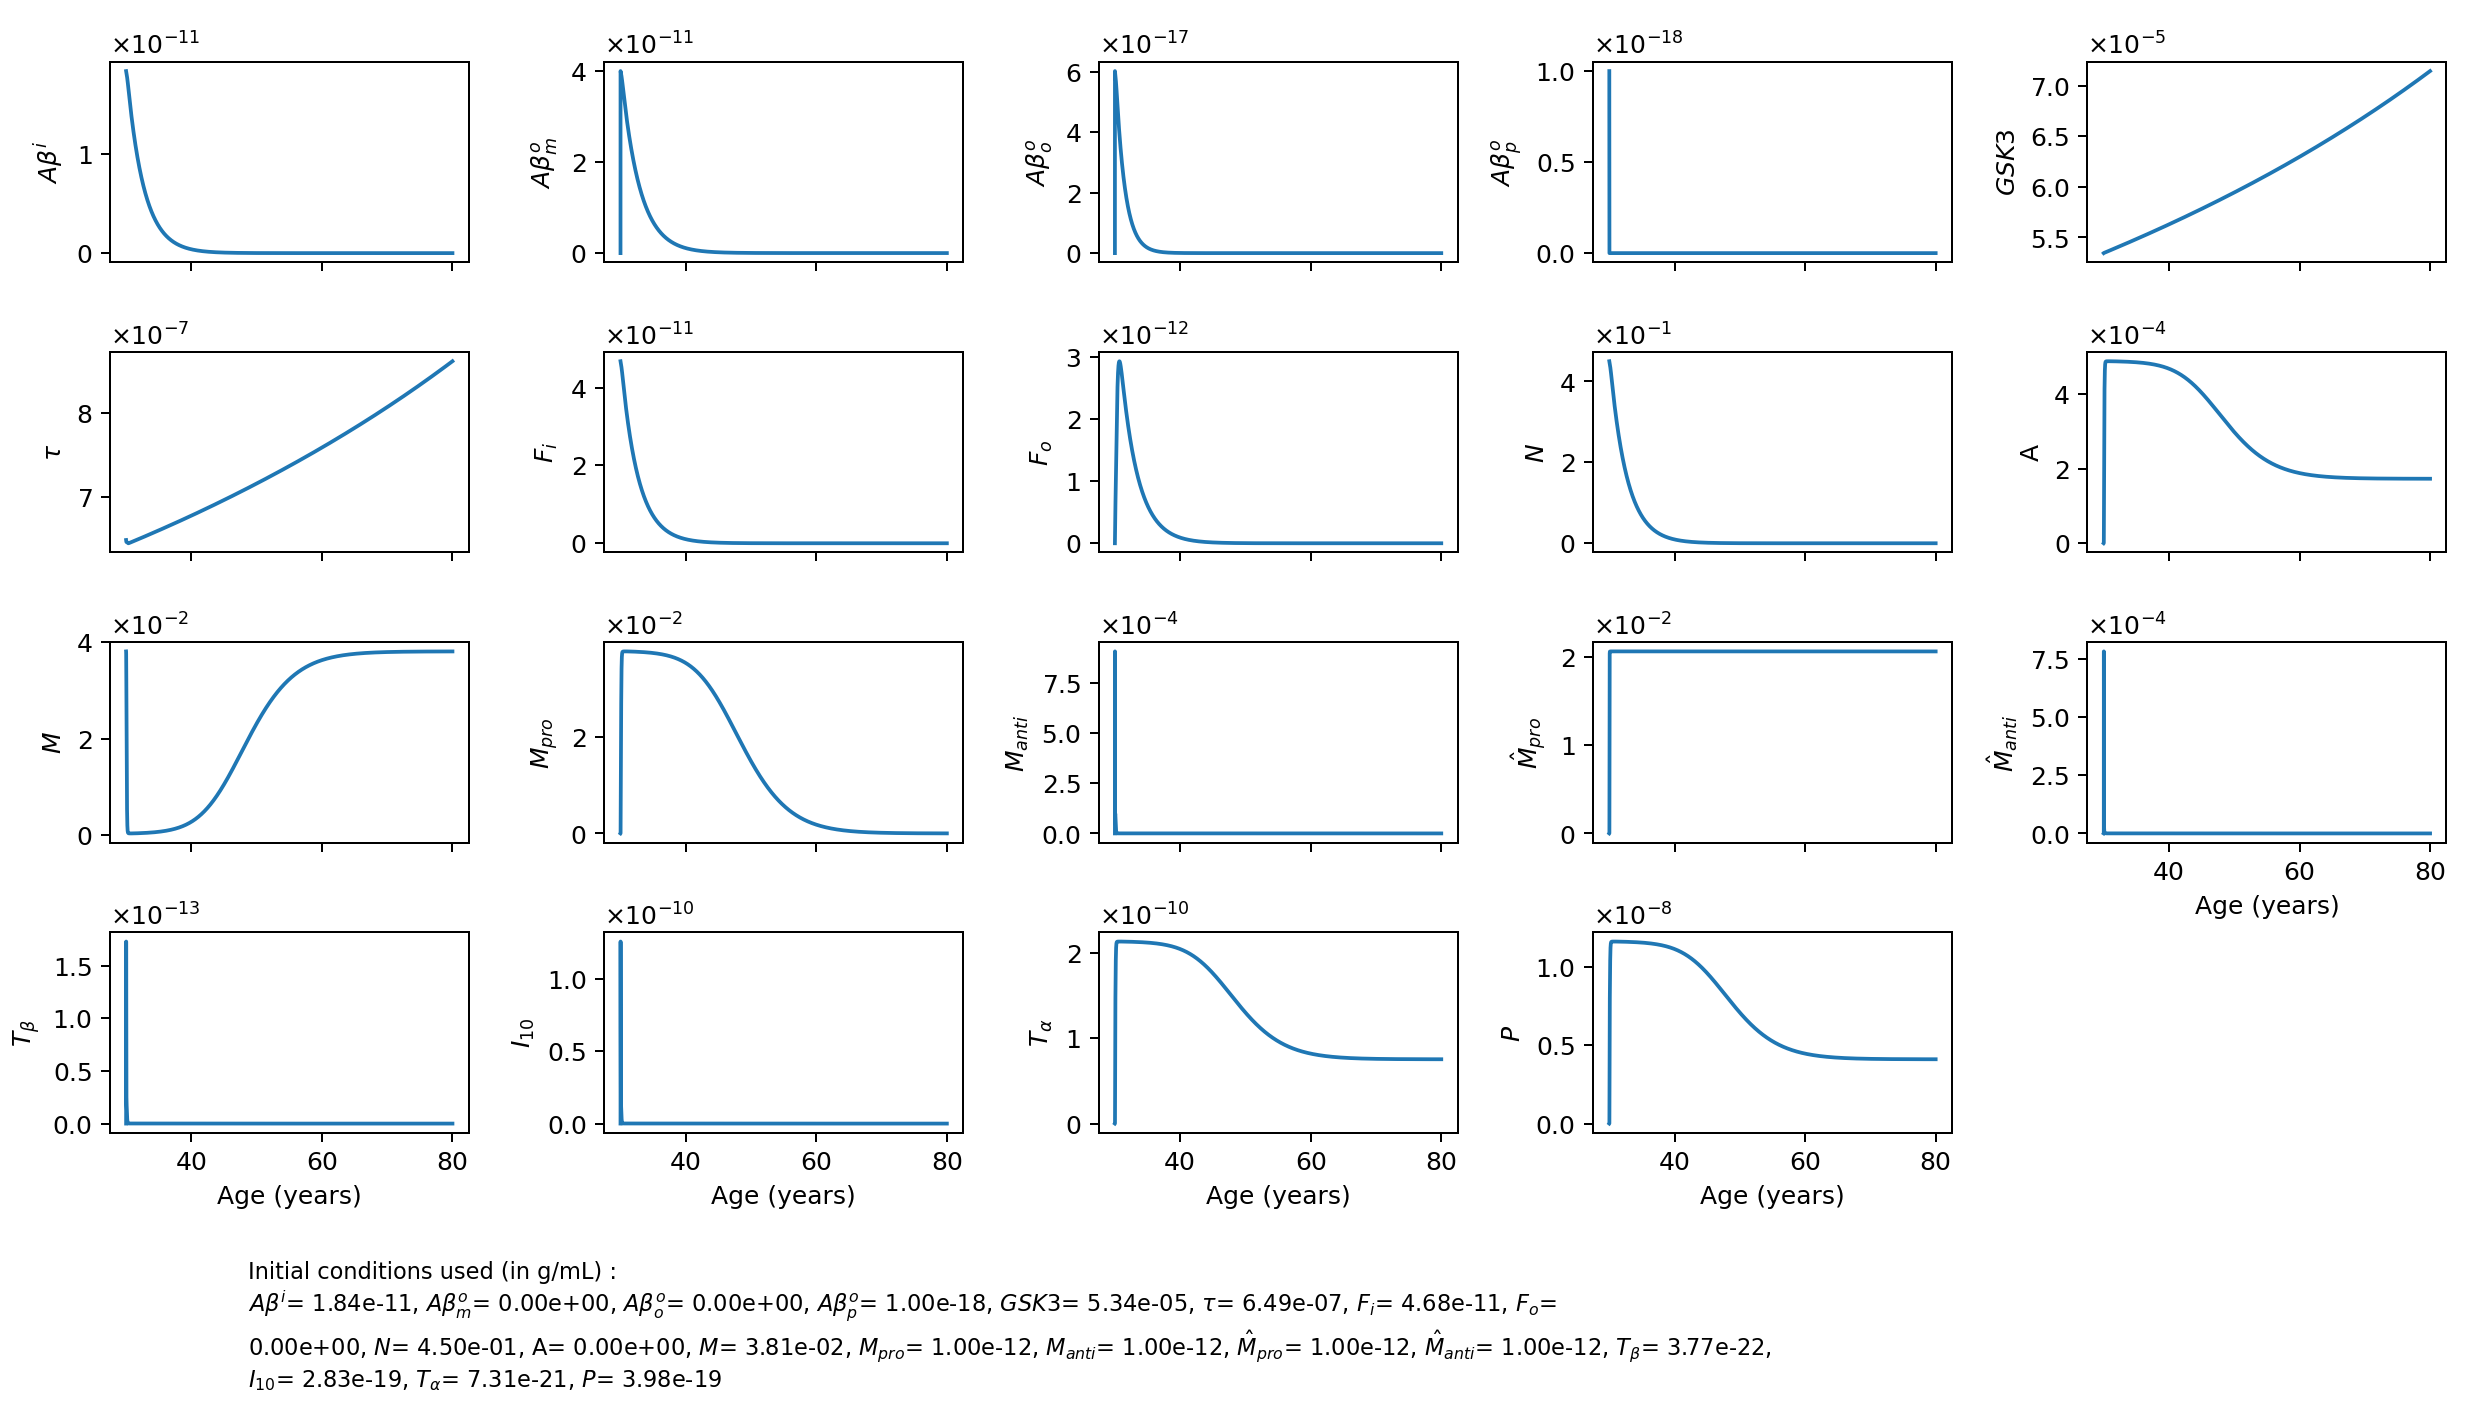 ×10⁻¹¹ ×10⁻¹¹ ×10⁻¹⁷ ×10⁻¹⁸ ×10⁻⁵
Aβⁱ 1 0
Aβₘᵒ 4 2 0
Aβₒᵒ 6 4 2 0
Aβₚᵒ 1.0 0.5 0.0
GSK3 7.0 6.5 6.0 5.5
×10⁻⁷ ×10⁻¹¹ ×10⁻¹² ×10⁻¹ ×10⁻⁴
τ 8 7
Fᵢ 4 2 0
Fₒ 3 2 1 0
N 4 2 0
A 4 2 0
×10⁻² ×10⁻² ×10⁻⁴ ×10⁻² ×10⁻⁴
M 4 2 0
M_{pro} 2 0
M_{anti} 7.5 5.0 2.5 0.0
M̂_{pro} 2 1 0
M̂_{anti} 7.5 5.0 2.5 0.0
40 60 80
Age (years)
×10⁻¹³ ×10⁻¹⁰ ×10⁻¹⁰ ×10⁻⁸
T_β 1.5 1.0 0.5 0.0
I₁₀ 1.0 0.5 0.0
T_α 2 1 0
P 1.0 0.5 0.0
40 60 80 40 60 80 40 60 80 40 60 80
Age (years) Age (years) Age (years) Age (years)
Initial conditions used (in g/mL) :
Aβⁱ= 1.84e-11, Aβₘᵒ= 0.00e+00, Aβₒᵒ= 0.00e+00, Aβₚᵒ= 1.00e-18, GSK3= 5.34e-05, τ= 6.49e-07, Fᵢ= 4.68e-11, Fₒ=
0.00e+00, N= 4.50e-01, A= 0.00e+00, M= 3.81e-02, M_{pro}= 1.00e-12, M_{anti}= 1.00e-12, M̂_{pro}= 1.00e-12, M̂_{anti}= 1.00e-12, T_β= 3.77e-22,
I₁₀= 2.83e-19, T_α= 7.31e-21, P= 3.98e-19